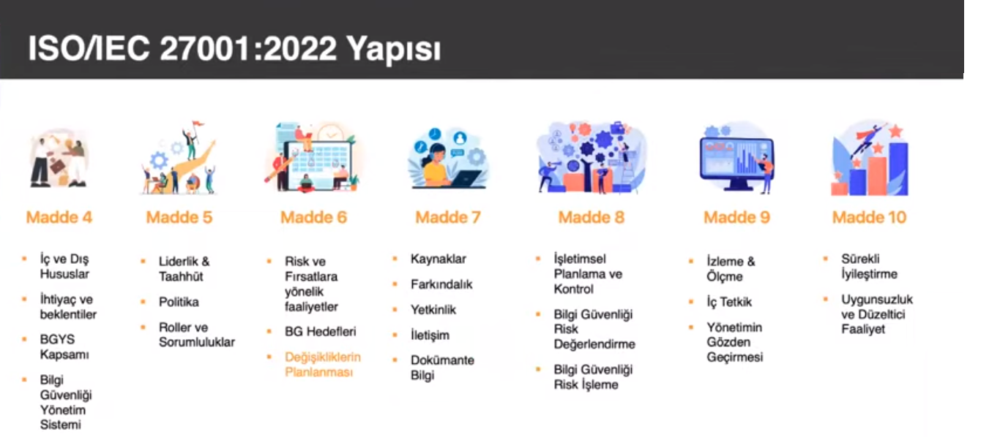 ISO/IEC 27001:2022 Yapısı
Madde 4
İç ve Dış
Hususlar
İhtiyaç ve
beklentiler
BGYS
Kapsamı
Bilgi
Güvenliği
Yönetim
Sistemi
Madde 5
Liderlik &
Taahhüt
Politika
Roller ve
Sorumluluklar
Madde 6
Risk ve
Fırsatlara
yönelik
faaliyetler
BG Hedefleri
Değişikliklerin
Planlanması
Madde 7
Kaynaklar
Farkındalık
Yetkinlik
İletişim
Dokümante
Bilgi
Madde 8
İşletimsel
Planlama ve
Kontrol
Bilgi Güvenliği
Risk
Değerlendirme
Bilgi Güvenliği
Risk İşleme
Madde 9
İzleme &
Ölçme
İç Tetkik
Yönetimin
Gözden
Geçirmesi
Madde 10
Sürekli
İyileştirme
Uygunsuzluk
ve Düzeltici
Faaliyet